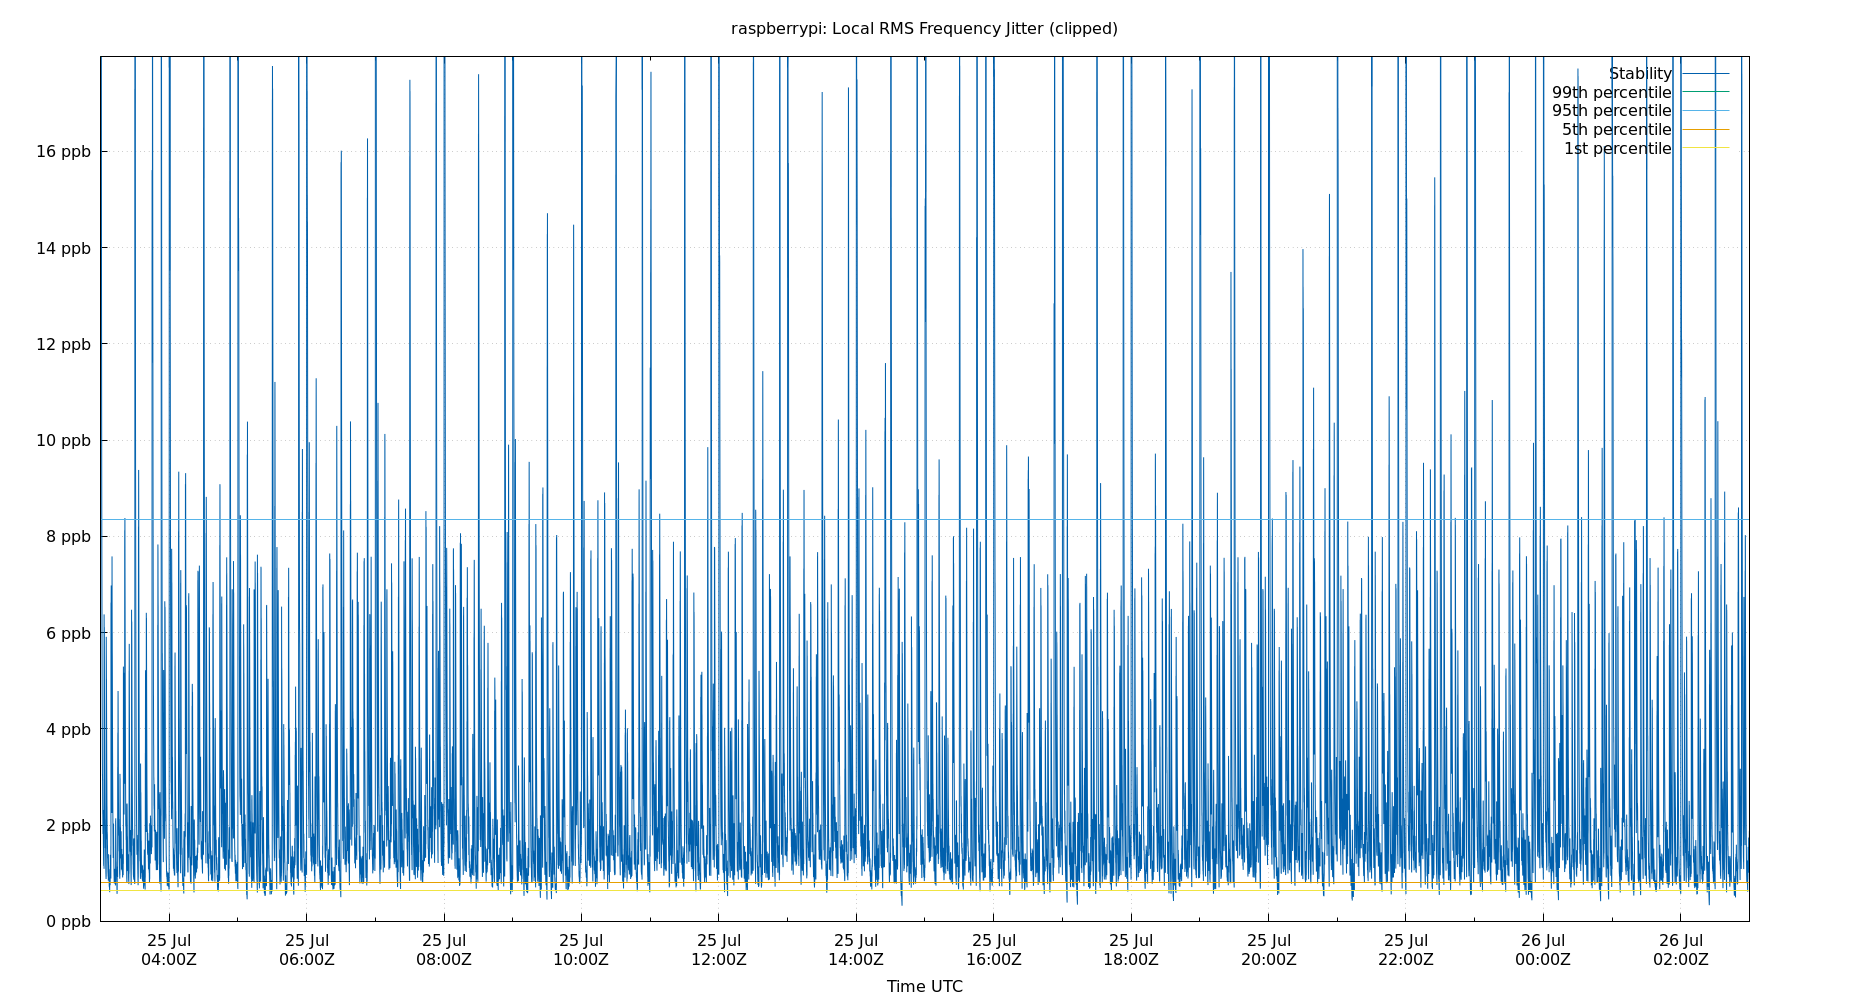 raspberrypi: Local RMS Frequency Jitter (clipped)
Stability
99th percentile
95th percentile
5th percentile
1st percentile
16 ppb
14 ppb
12 ppb
10 ppb
8 ppb
6 ppb
4 ppb
2 ppb
0 ppb
25 Jul 25 Jul 25 Jul 25 Jul 25 Jul 25 Jul 25 Jul 25 Jul 25 Jul 25 Jul 26 Jul 26 Jul
04:00Z 06:00Z 08:00Z 10:00Z 12:00Z 14:00Z 16:00Z 18:00Z 20:00Z 22:00Z 00:00Z 02:00Z
Time UTC